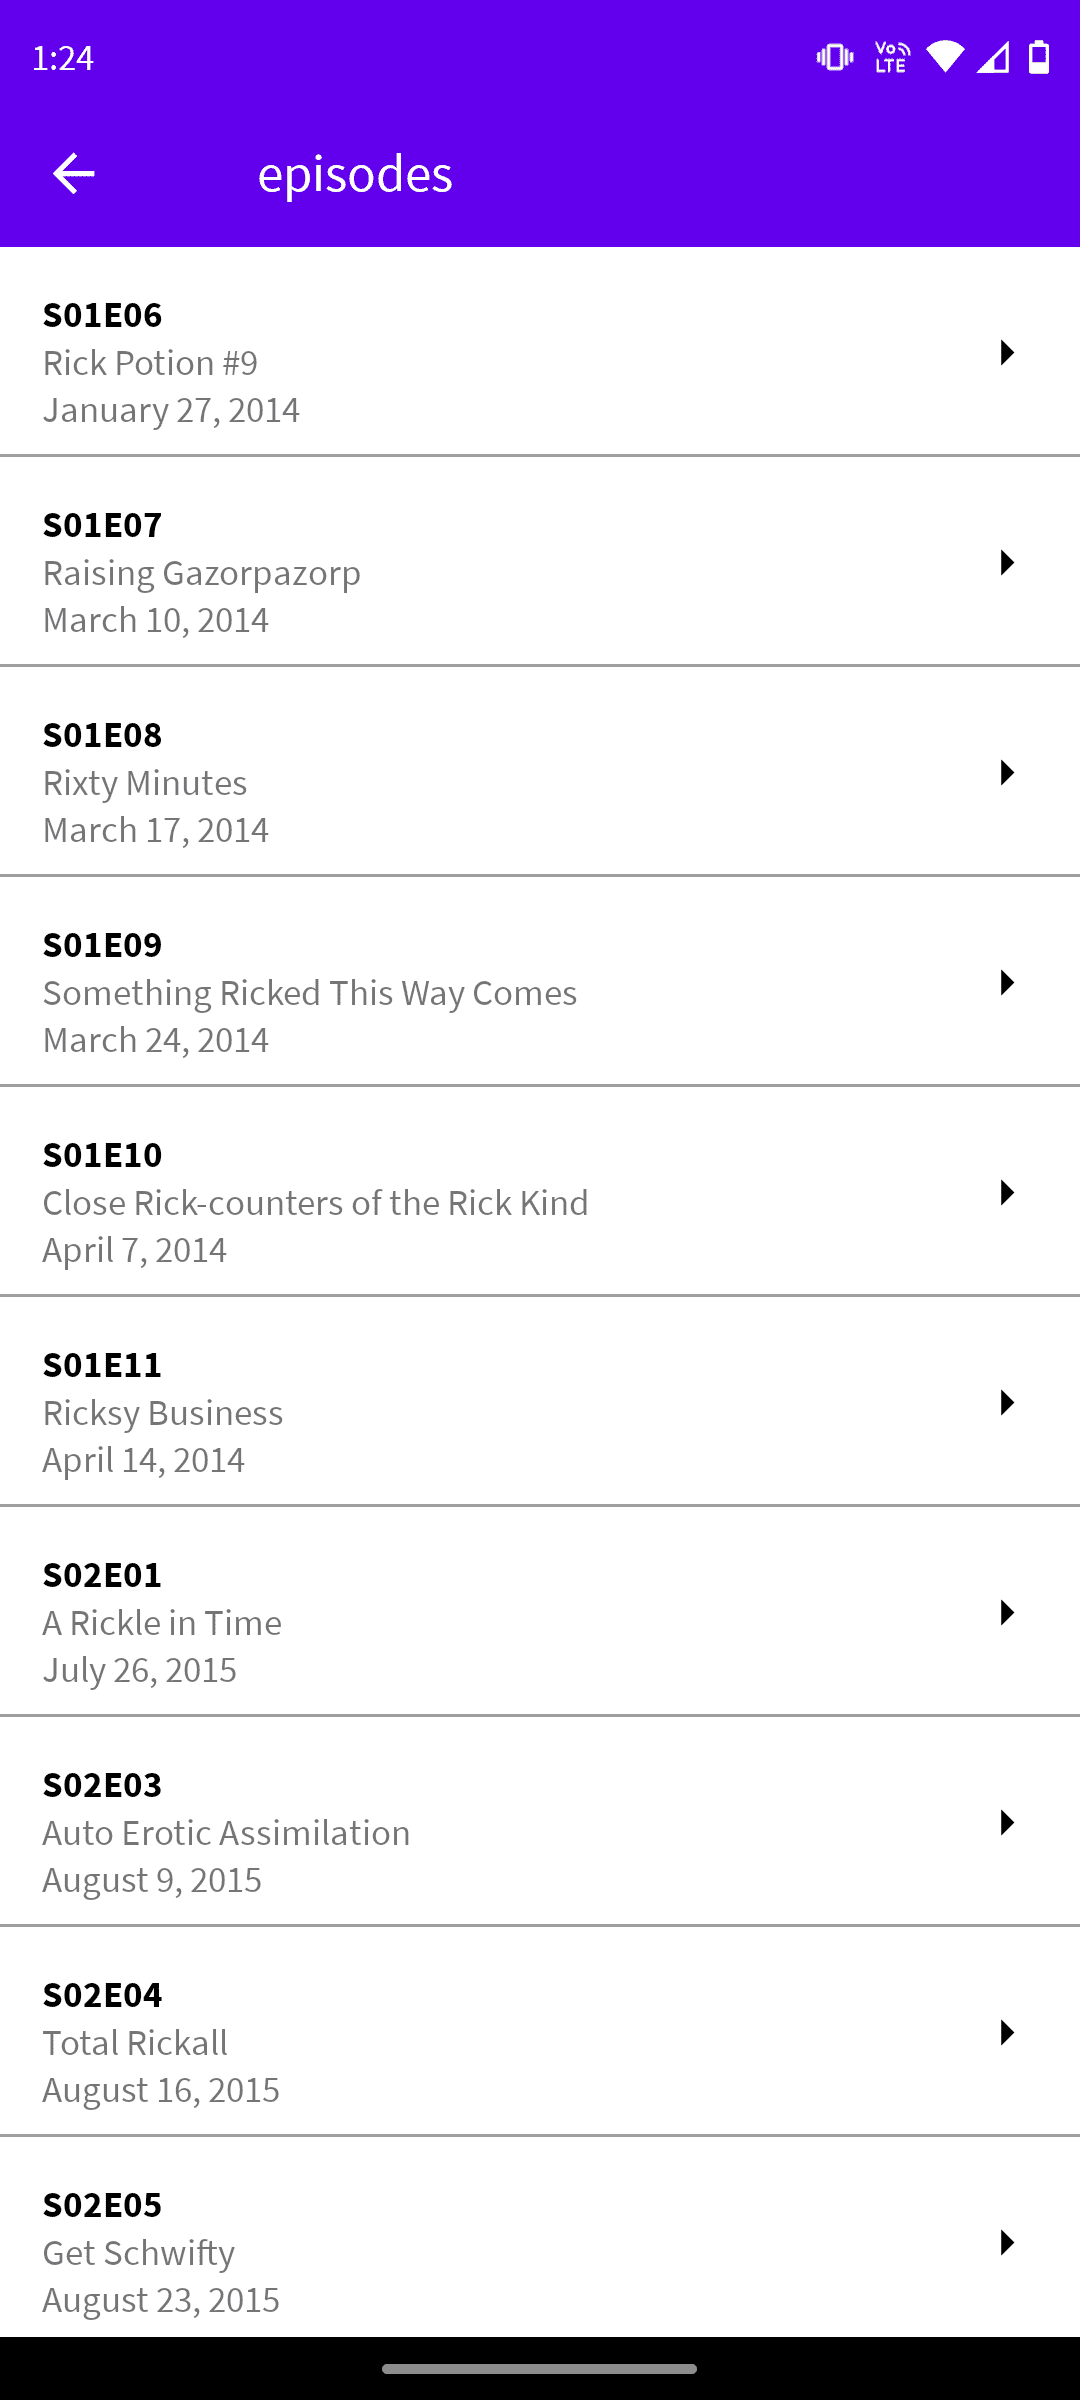 1:24
Vo LTE
episodes
S01E06
Rick Potion #9
January 27, 2014
S01E07
Raising Gazorpazorp
March 10, 2014
S01E08
Rixty Minutes
March 17, 2014
S01E09
Something Ricked This Way Comes
March 24, 2014
S01E10
Close Rick-counters of the Rick Kind
April 7, 2014
S01E11
Ricksy Business
April 14, 2014
S02E01
A Rickle in Time
July 26, 2015
S02E03
Auto Erotic Assimilation
August 9, 2015
S02E04
Total Rickall
August 16, 2015
S02E05
Get Schwifty
August 23, 2015